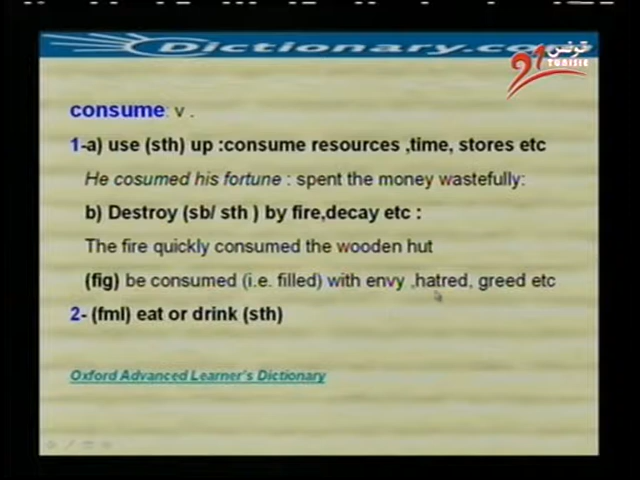 Dictionary.com
تونس
21
TUNISIE
consume: v .
1-a) use (sth) up :consume resources ,time, stores etc
He cosumed his fortune : spent the money wastefully:
b) Destroy (sb/ sth ) by fire,decay etc :
The fire quickly consumed the wooden hut
(fig) be consumed (i.e. filled) with envy ,hatred, greed etc
2- (fml) eat or drink (sth)
Oxford Advanced Learner's Dictionary